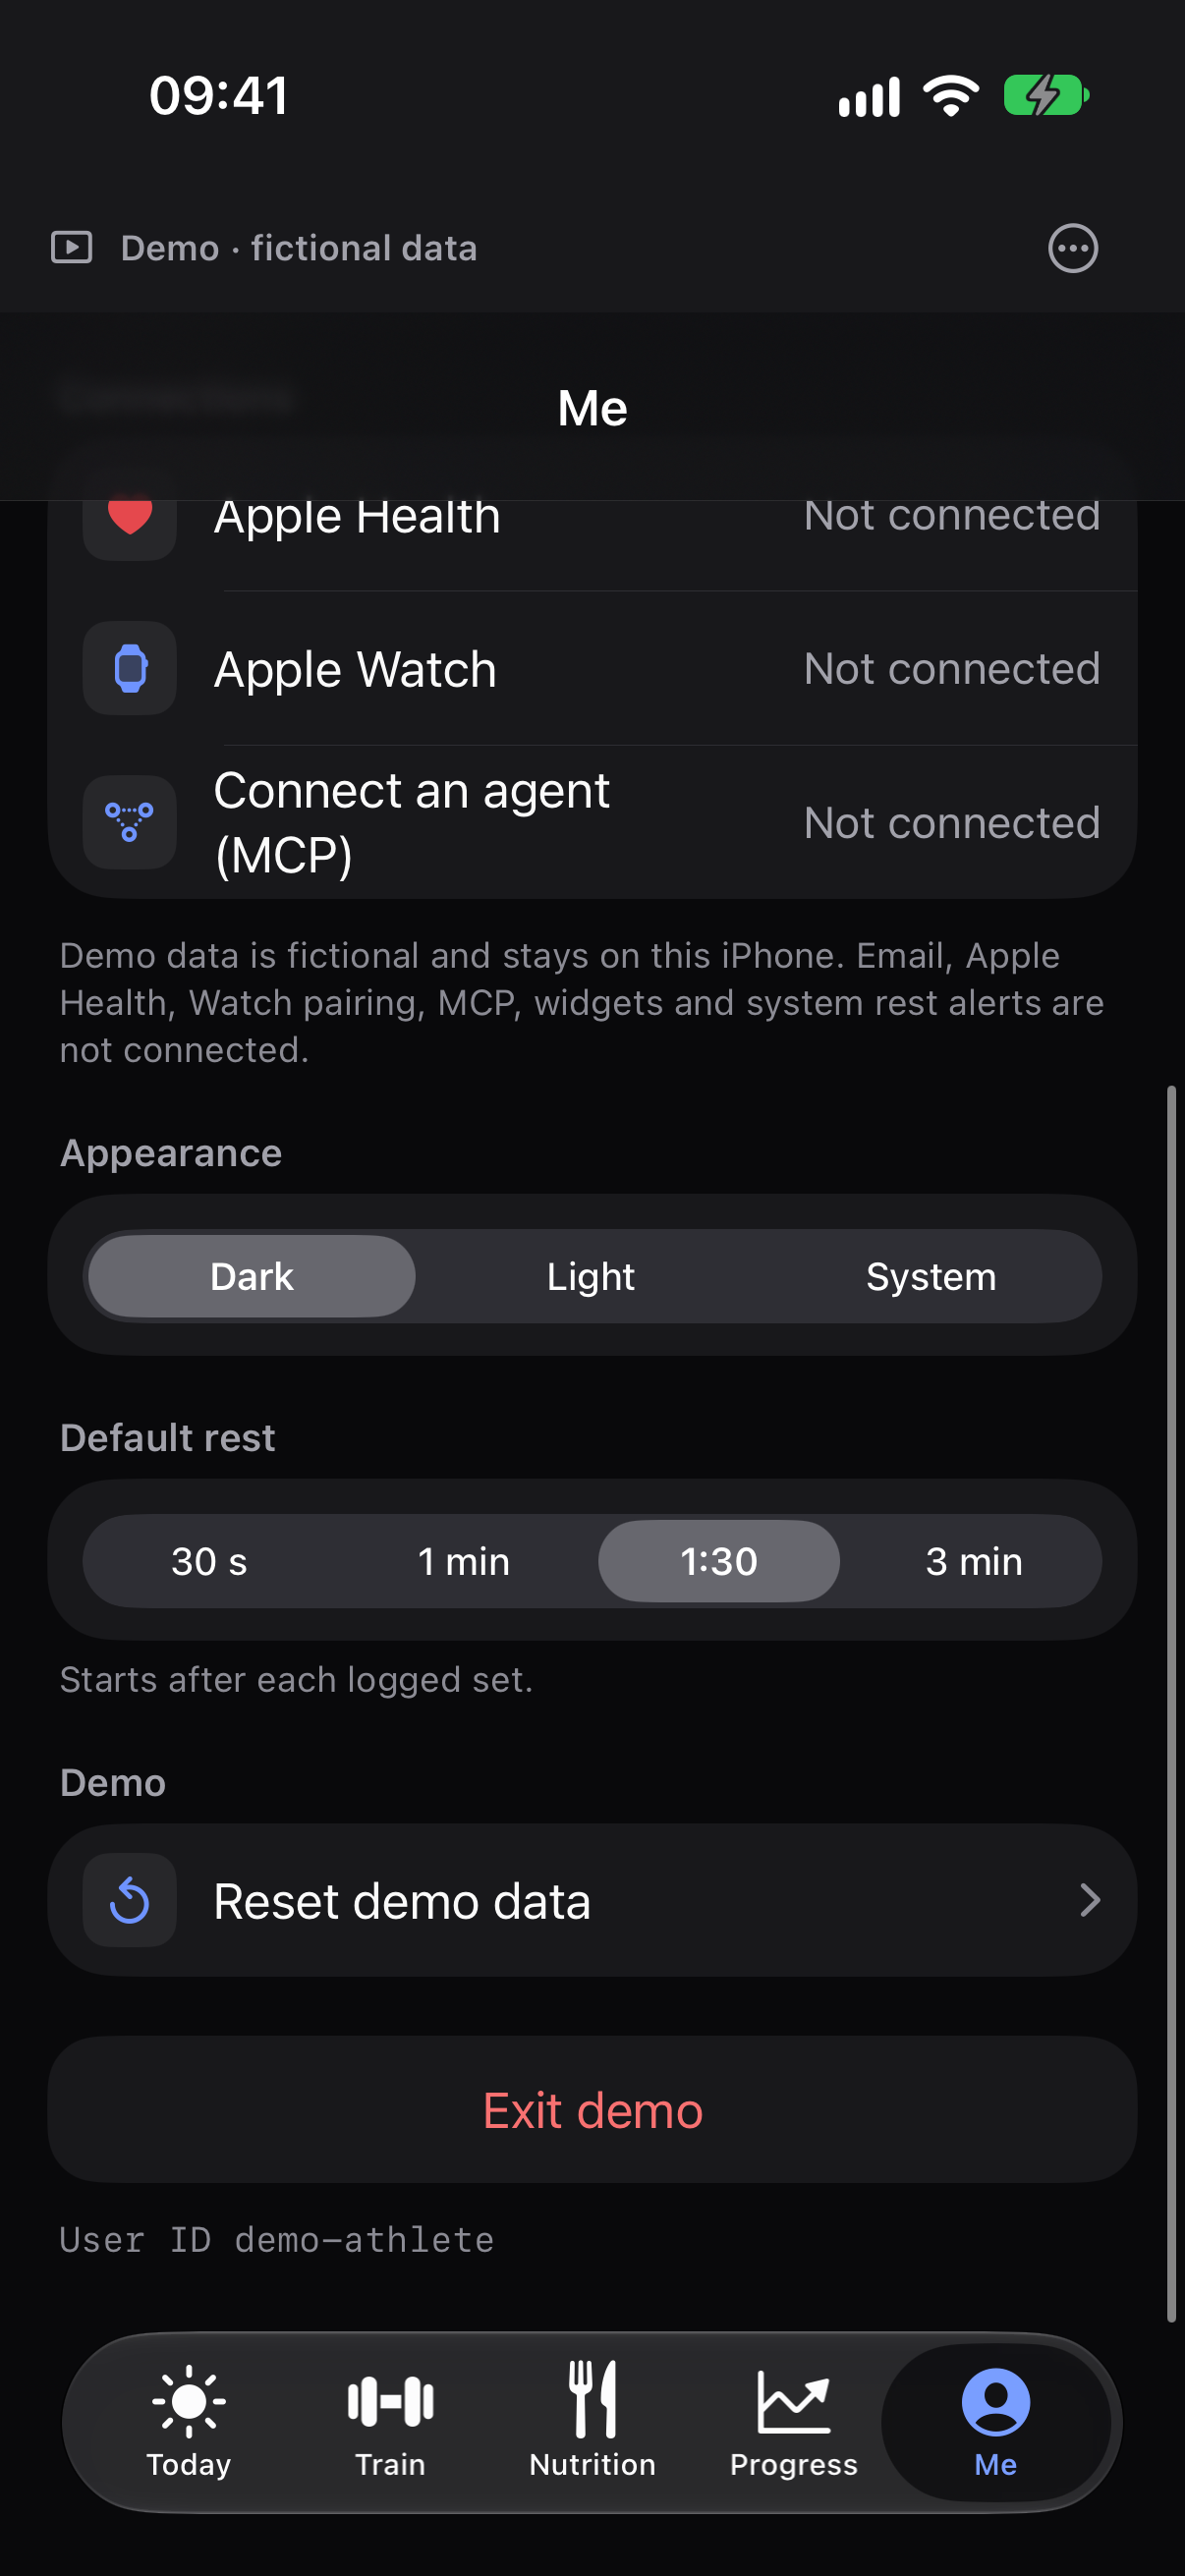 09:41
Demo · fictional data
Me
Connections
Apple Health
Not connected
Apple Watch
Not connected
Connect an agent
(MCP)
Not connected
Demo data is fictional and stays on this iPhone. Email, Apple
Health, Watch pairing, MCP, widgets and system rest alerts are
not connected.
Appearance
Dark Light System
Default rest
30 s 1 min 1:30 3 min
Starts after each logged set.
Demo
Reset demo data
Exit demo
User ID demo-athlete
Today Train Nutrition Progress Me